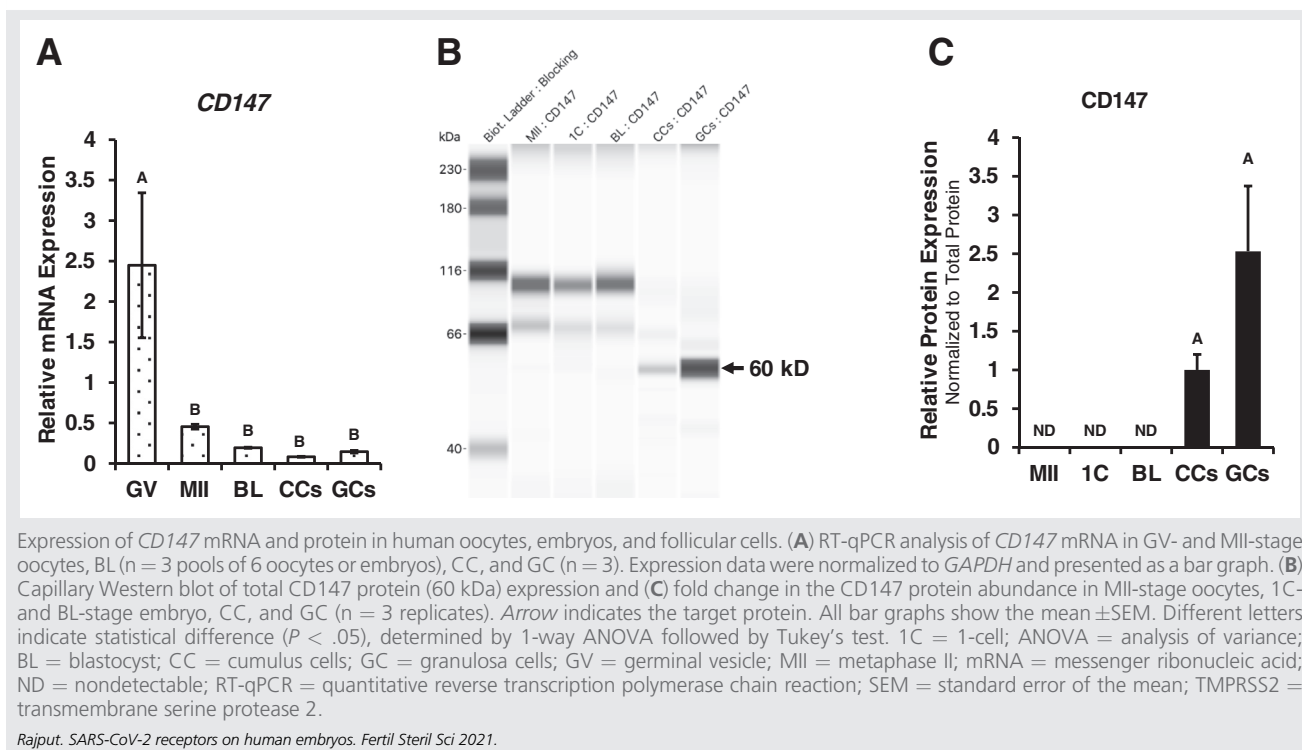 A
CD147
Relative mRNA Expression
4
3.5
3
2.5
2
1.5
1
0.5
0
A
B
B
B
B
GV MII BL CCs GCs
B
kDa
Biot. Ladder : Blocking
MII : CD147
1C : CD147
BL : CD147
CCs : CD147
GCs : CD147
230-
180-
116-
66-
40-
60 kD
C
CD147
Relative Protein Expression
Normalized to Total Protein
4
3.5
3
2.5
2
1.5
1
0.5
0
ND
ND
ND
A
A
MII 1C BL CCs GCs
Expression of CD147 mRNA and protein in human oocytes, embryos, and follicular cells. (A) RT-qPCR analysis of CD147 mRNA in GV- and MII-stage
oocytes, BL (n = 3 pools of 6 oocytes or embryos), CC, and GC (n = 3). Expression data were normalized to GAPDH and presented as a bar graph. (B)
Capillary Western blot of total CD147 protein (60 kDa) expression and (C) fold change in the CD147 protein abundance in MII-stage oocytes, 1C-
and BL-stage embryo, CC, and GC (n = 3 replicates). Arrow indicates the target protein. All bar graphs show the mean ±SEM. Different letters
indicate statistical difference (P < .05), determined by 1-way ANOVA followed by Tukey's test. 1C = 1-cell; ANOVA = analysis of variance;
BL = blastocyst; CC = cumulus cells; GC = granulosa cells; GV = germinal vesicle; MII = metaphase II; mRNA = messenger ribonucleic acid;
ND = nondetectable; RT-qPCR = quantitative reverse transcription polymerase chain reaction; SEM = standard error of the mean; TMPRSS2 =
transmembrane serine protease 2.
Rajput. SARS-CoV-2 receptors on human embryos. Fertil Steril Sci 2021.